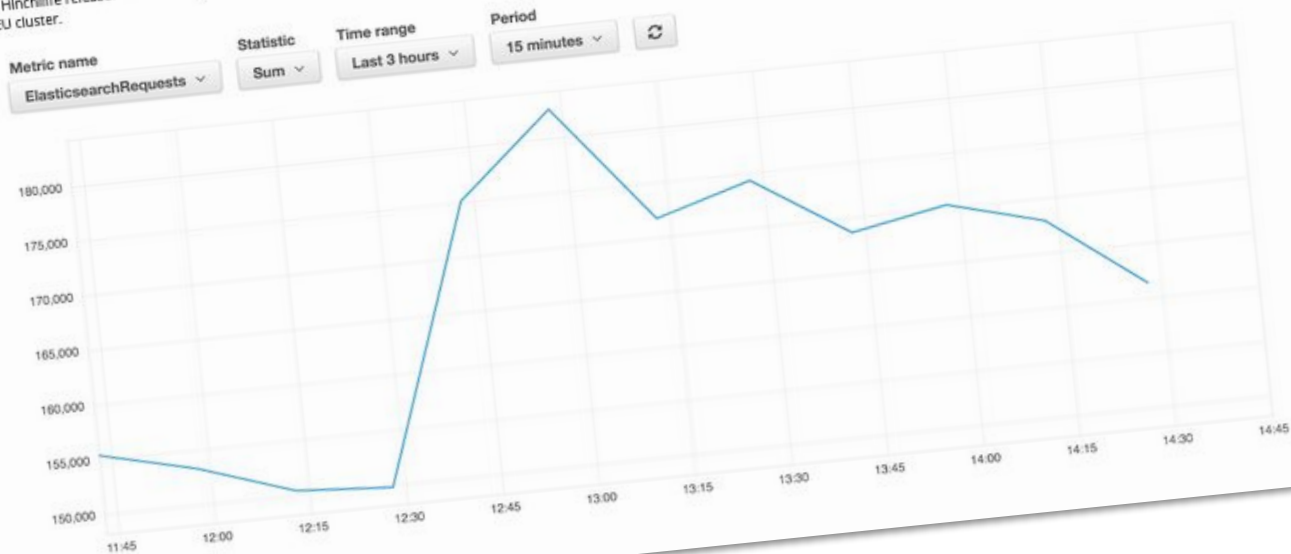 EU cluster.
Metric name
Statistic
Time range
Period
ElasticsearchRequests
Sum
Last 3 hours
15 minutes
180,000
175,000
170,000
165,000
160,000
155,000
150,000
11:45
12:00
12:15
12:30
12:45
13:00
13:15
13:30
13:45
14:00
14:15
14:30
14:45